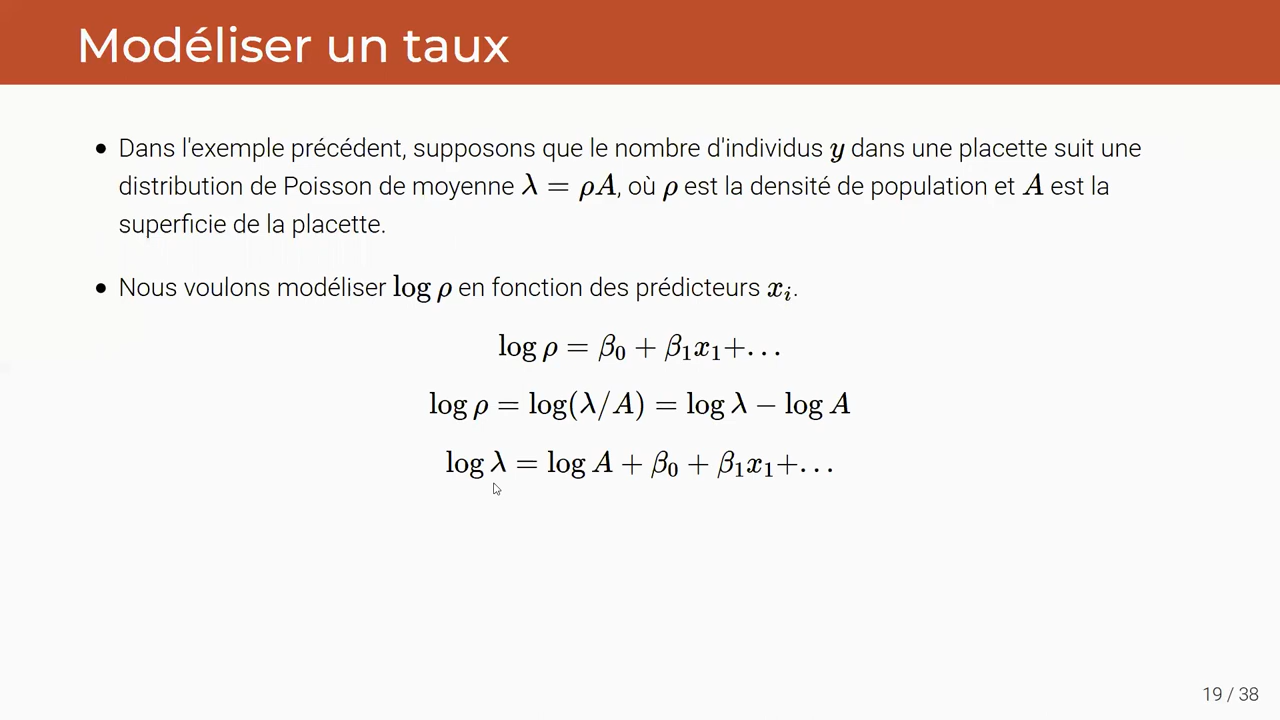 Modéliser un taux
• Dans l'exemple précédent, supposons que le nombre d'individus y dans une placette suit une
distribution de Poisson de moyenne λ = ρA, où ρ est la densité de population et A est la
superficie de la placette.
• Nous voulons modéliser log ρ en fonction des prédicteurs xᵢ.
log ρ = β₀ + β₁x₁+…
log ρ = log(λ/A) = log λ − log A
log λ = log A + β₀ + β₁x₁+…
19 / 38